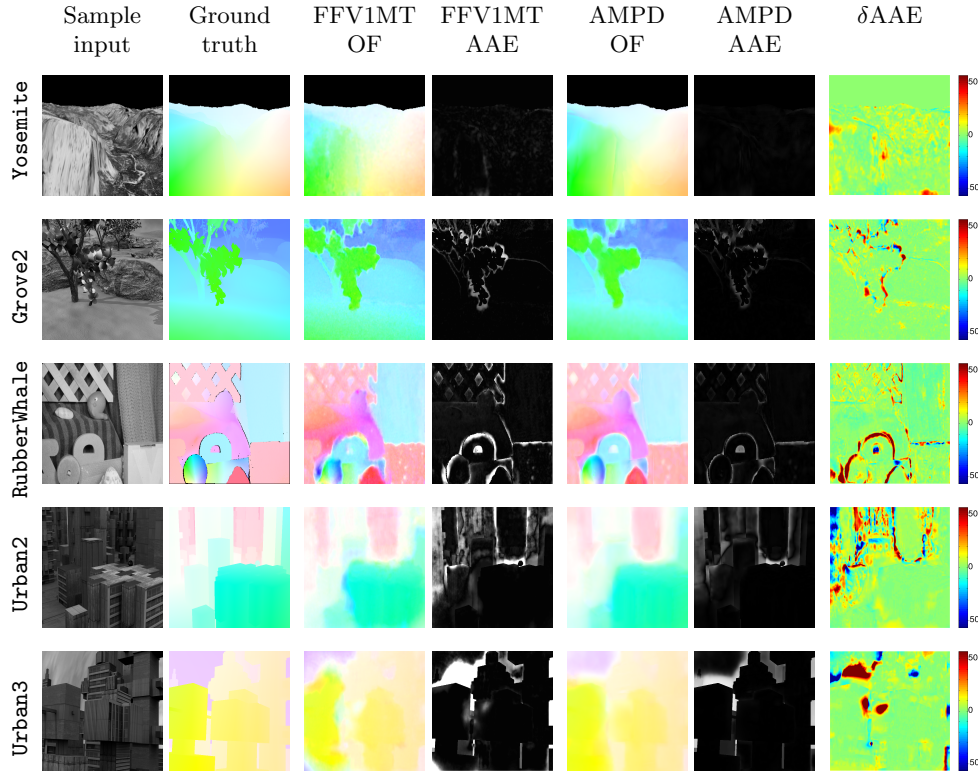 Sample Ground FFV1MT FFV1MT AMPD AMPD δAAE
input truth OF AAE OF AAE
Yosemite
50
0
50
Grove2
50
0
50
RubberWhale
50
0
50
Urban2
50
0
50
Urban3
50
0
50